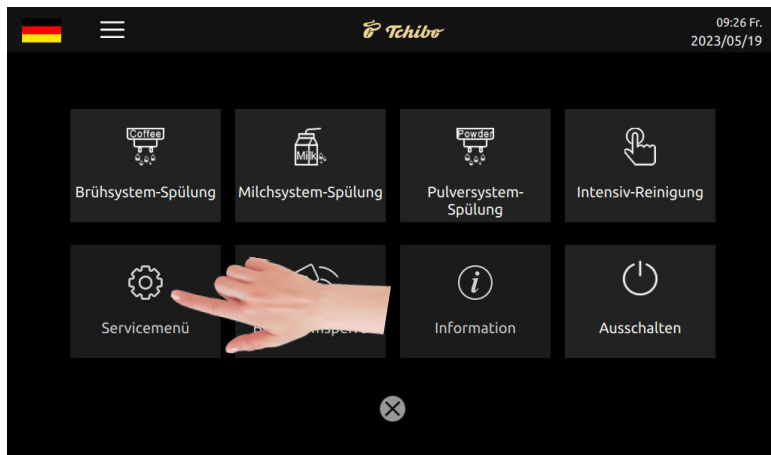 Tchibo
09:26 Fr.
2023/05/19
Coffee
Milk
Powder
Brühsystem-Spülung
Milchsystem-Spülung
Pulversystem-
Spülung
Intensiv-Reinigung
Servicemenü
Information
Ausschalten